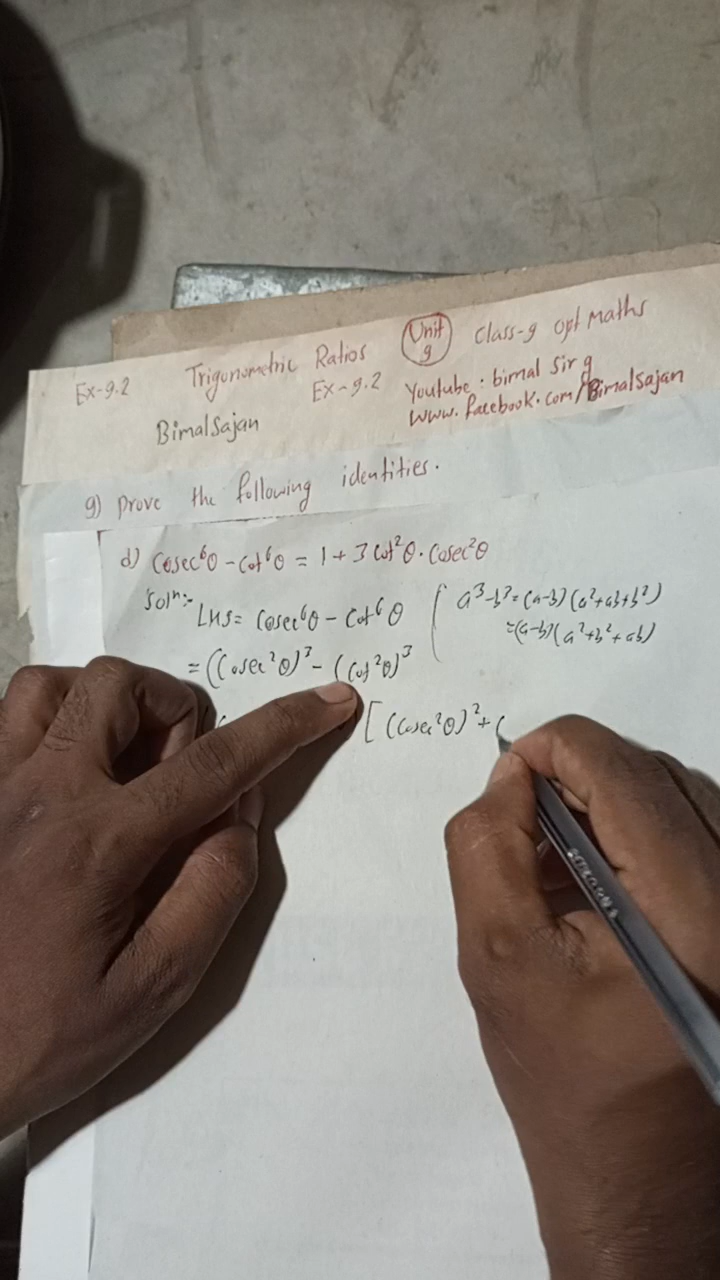 Ex-9.2 Trigonometric Ratios Unit 9 Class-9 opt Maths
Ex-9.2 Youtube: bimal Sir g
BimalSajan www.facebook.com/BimalSajan
9) Prove the following identities.
d) Cosec⁶θ - Cot⁶θ = 1 + 3 Cot²θ . Cosec²θ
Solⁿ:- LHS = Cosec⁶θ - Cot⁶θ
a³-b³ = (a-b)(a²+ab+b²)
= (a-b)(a²+b²+ab)
= (Cosec²θ)³ - (Cot²θ)³
[(Cosec²θ)² + (